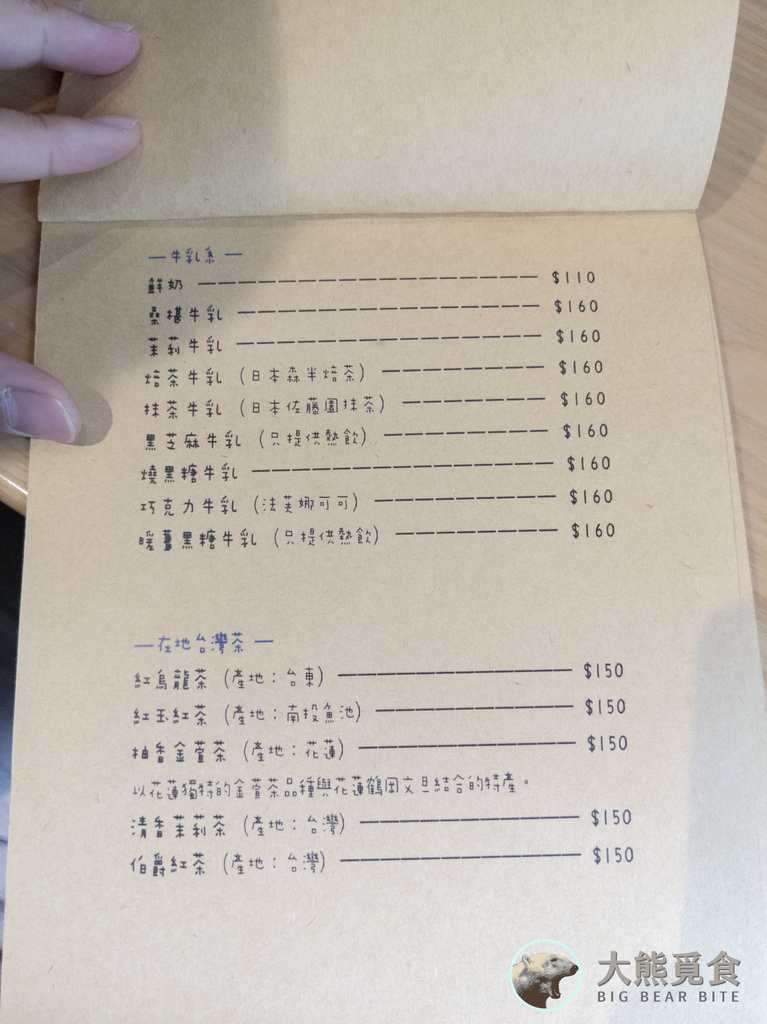 —牛乳系—
鮮奶 —————————————————— $110
桑椹牛乳 ———————————————— $160
茉莉牛乳 ———————————————— $160
焙茶牛乳 (日本森半焙茶) ————————— $160
抹茶牛乳 (日本佐藤園抹茶) ———————— $160
黑芝麻牛乳 (只提供熱飲) ————————— $160
燒黑糖牛乳 ——————————————— $160
巧克力牛乳 (法芙娜可可) ————————— $160
暖薑黑糖牛乳 (只提供熱飲) ———————— $160
—在地台灣茶—
紅烏龍茶 (產地:台東) ———————————— $150
紅玉紅茶 (產地:南投魚池) —————————— $150
柚香金萱茶 (產地:花蓮) ——————————— $150
以花蓮獨特的金萱茶品種與花蓮鶴岡文旦結合的特產。
清香茉莉茶 (產地:台灣) ——————————— $150
伯爵紅茶 (產地:台灣) ———————————— $150
大熊覓食
BIG BEAR BITE